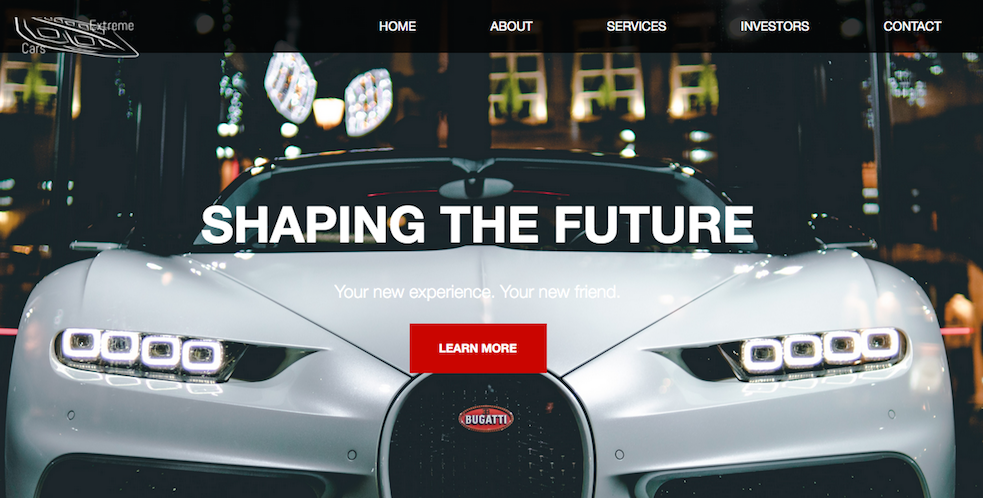 Extreme
Cars
HOME ABOUT SERVICES INVESTORS CONTACT
SHAPING THE FUTURE
Your new experience. Your new friend.
LEARN MORE
BUGATTI